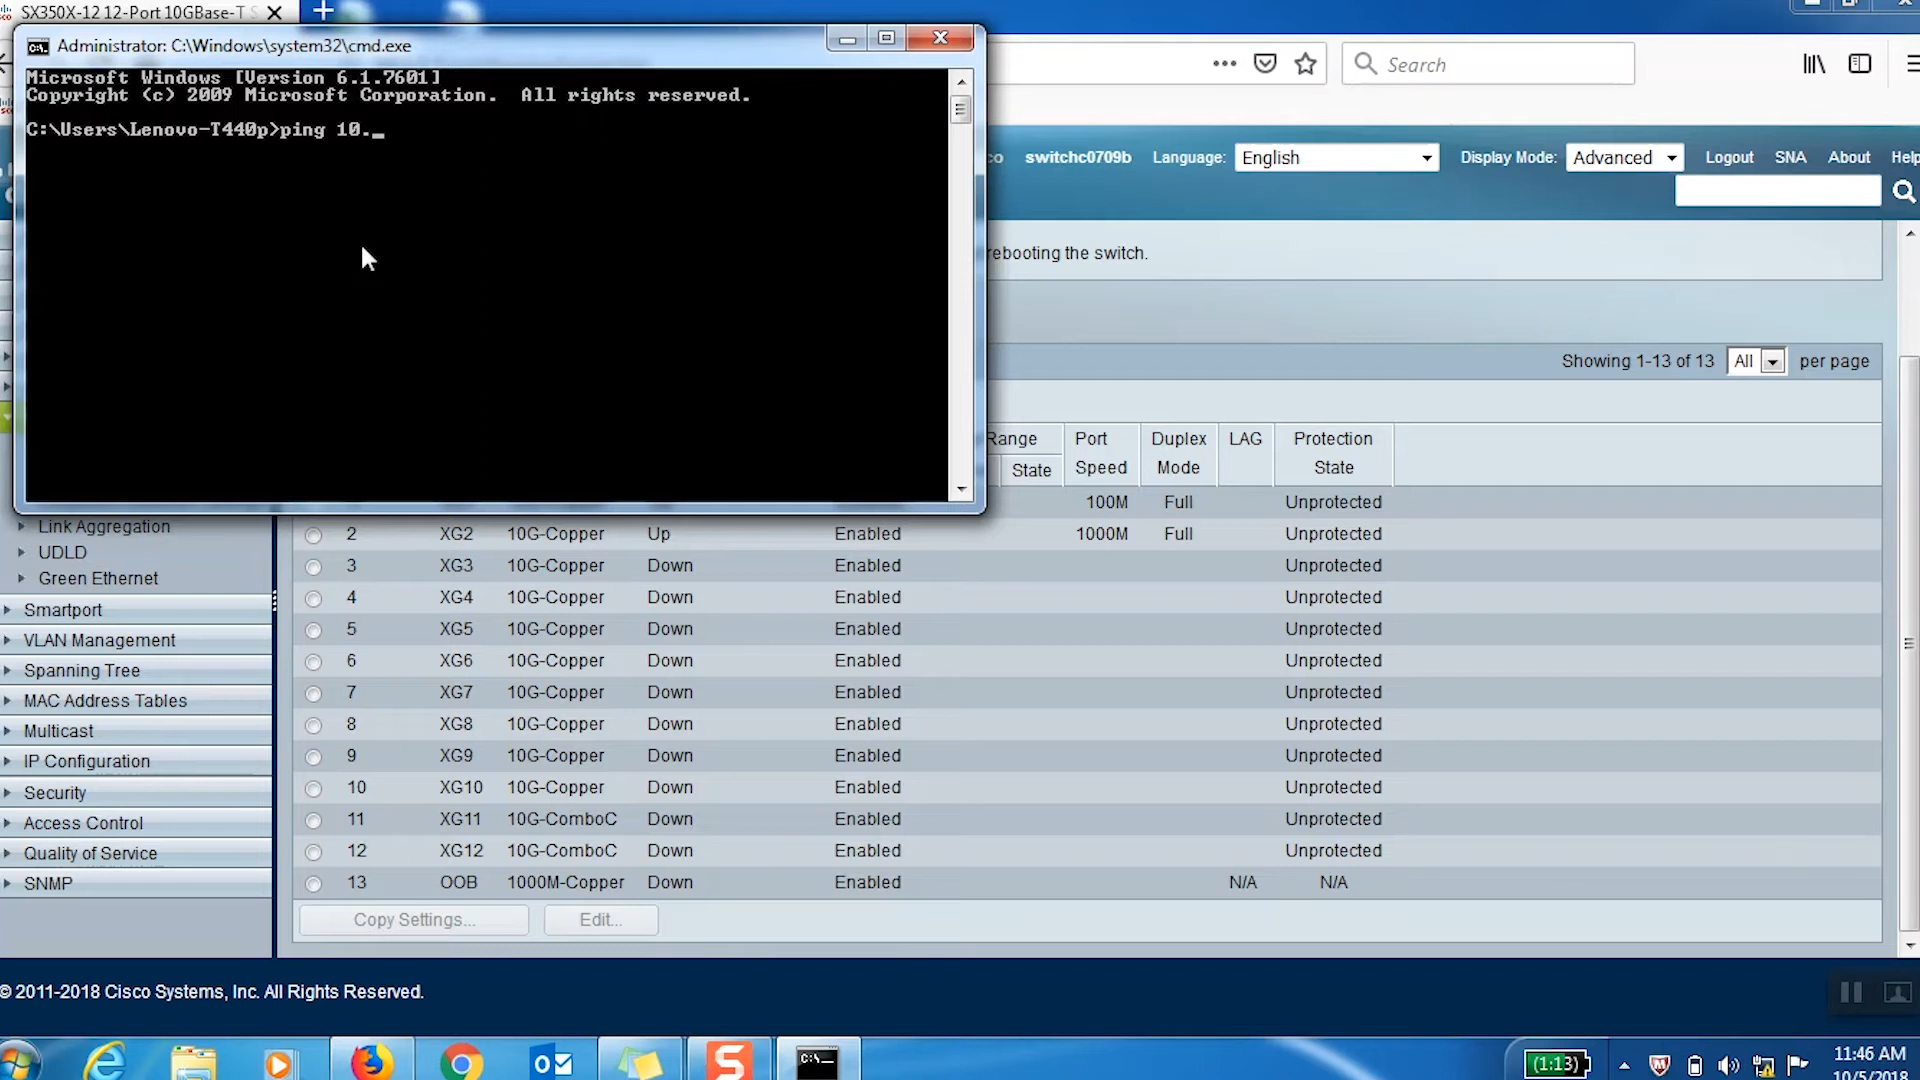 SX350X-12 12-Port 10GBase-T S
Administrator: C:\Windows\system32\cmd.exe
Microsoft Windows [Version 6.1.7601]
Copyright (c) 2009 Microsoft Corporation.  All rights reserved.
C:\Users\Lenovo-T440p>ping 10._
Search
co switchc0709b Language: English Display Mode: Advanced Logout SNA About Help
rebooting the switch.
Showing 1-13 of 13 All per page
Range Port Duplex LAG Protection
State Speed Mode State
100M Full Unprotected
2 XG2 10G-Copper Up Enabled 1000M Full Unprotected
3 XG3 10G-Copper Down Enabled Unprotected
4 XG4 10G-Copper Down Enabled Unprotected
5 XG5 10G-Copper Down Enabled Unprotected
6 XG6 10G-Copper Down Enabled Unprotected
7 XG7 10G-Copper Down Enabled Unprotected
8 XG8 10G-Copper Down Enabled Unprotected
9 XG9 10G-Copper Down Enabled Unprotected
10 XG10 10G-Copper Down Enabled Unprotected
11 XG11 10G-ComboC Down Enabled Unprotected
12 XG12 10G-ComboC Down Enabled Unprotected
13 OOB 1000M-Copper Down Enabled N/A N/A
Copy Settings... Edit...
Link Aggregation
UDLD
Green Ethernet
Smartport
VLAN Management
Spanning Tree
MAC Address Tables
Multicast
IP Configuration
Security
Access Control
Quality of Service
SNMP
© 2011-2018 Cisco Systems, Inc. All Rights Reserved.
(1:13)
11:46 AM
10/5/2018